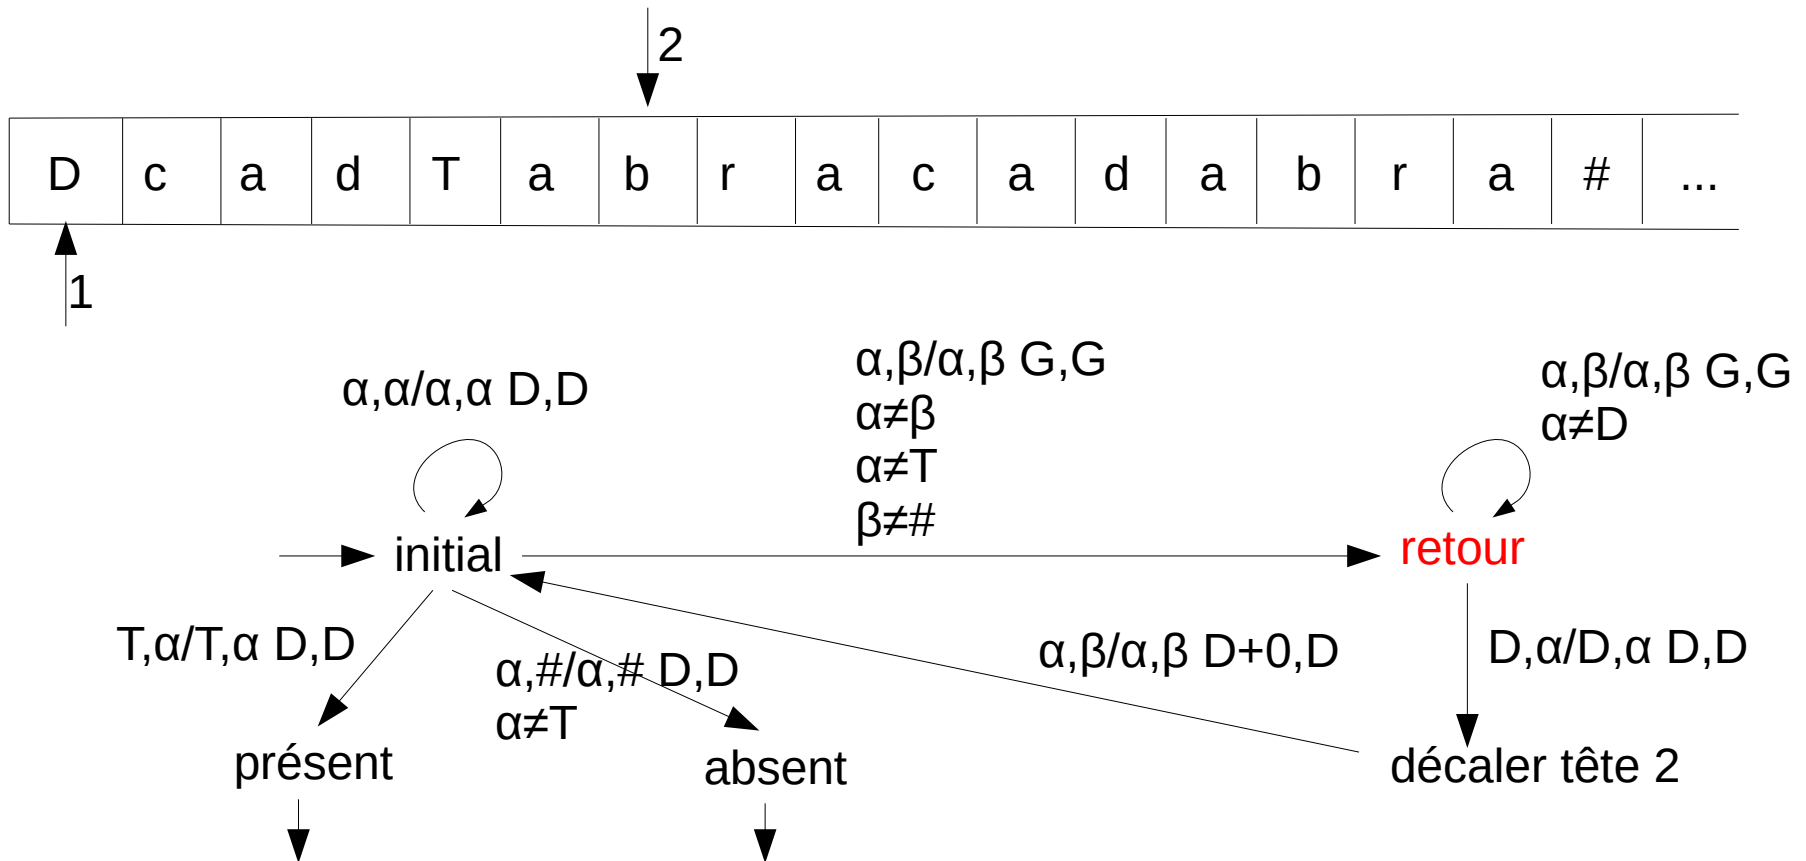 2
D c a d T a b r a c a d a b r a # ...
1
α,α/α,α D,D
α,β/α,β G,G
α≠β
α≠T
β≠#
α,β/α,β G,G
α≠D
initial
retour
T,α/T,α D,D
α,#/α,# D,D
α≠T
α,β/α,β D+0,D
D,α/D,α D,D
présent
absent
décaler tête 2